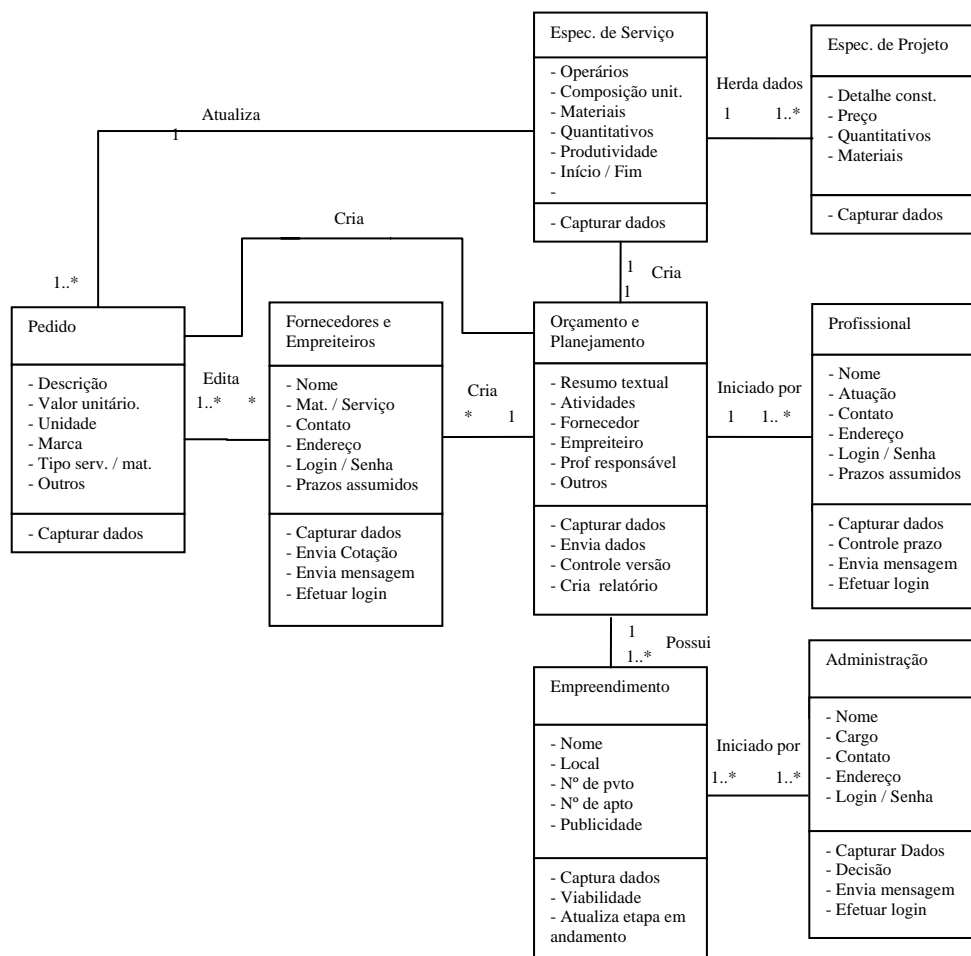 Espec. de Serviço
- Operários
- Composição unit.
- Materiais
- Quantitativos
- Produtividade
- Início / Fim
-
- Capturar dados
Herda dados
1
1..*
Espec. de Projeto
- Detalhe const.
- Preço
- Quantitativos
- Materiais
- Capturar dados
Atualiza
1
1..*
Cria
1
Cria
1
Pedido
- Descrição
- Valor unitário.
- Unidade
- Marca
- Tipo serv. / mat.
- Outros
- Capturar dados
Edita
1..*
*
Fornecedores e
Empreiteiros
- Nome
- Mat. / Serviço
- Contato
- Endereço
- Login / Senha
- Prazos assumidos
- Capturar dados
- Envia Cotação
- Envia mensagem
- Efetuar login
Cria
*
1
Orçamento e
Planejamento
- Resumo textual
- Atividades
- Fornecedor
- Empreiteiro
- Prof responsável
- Outros
- Capturar dados
- Envia dados
- Controle versão
- Cria relatório
Iniciado por
1
1.. *
Profissional
- Nome
- Atuação
- Contato
- Endereço
- Login / Senha
- Prazos assumidos
- Capturar dados
- Controle prazo
- Envia mensagem
- Efetuar login
1
Possui
1..*
Empreendimento
- Nome
- Local
- Nº de pvto
- Nº de apto
- Publicidade
- Captura dados
- Viabilidade
- Atualiza etapa em
andamento
Iniciado por
1..*
1..*
Administração
- Nome
- Cargo
- Contato
- Endereço
- Login / Senha
- Capturar Dados
- Decisão
- Envia mensagem
- Efetuar login